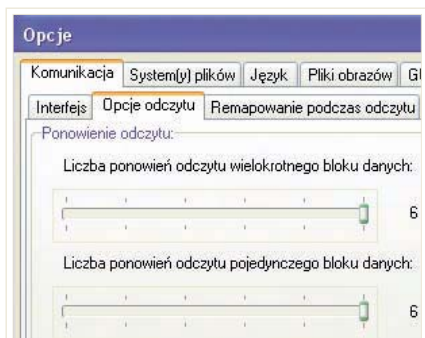 Opcje
Komunikacja System(y) plików Język Pliki obrazów
Interfejs Opcje odczytu Remapowanie podczas odczytu
Ponowienie odczytu:
Liczba ponowień odczytu wielokrotnego bloku danych:
6
Liczba ponowień odczytu pojedynczego bloku danych:
6